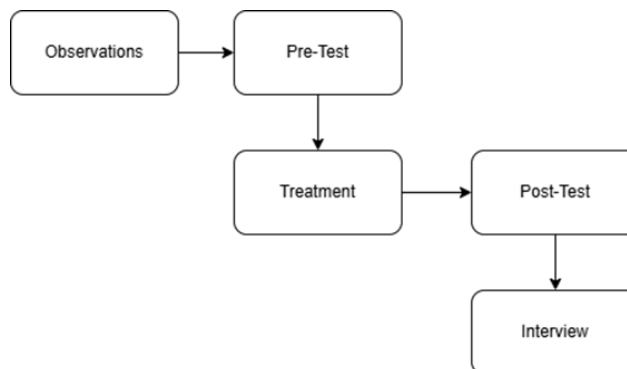 Observations
Pre-Test
Treatment
Post-Test
Interview